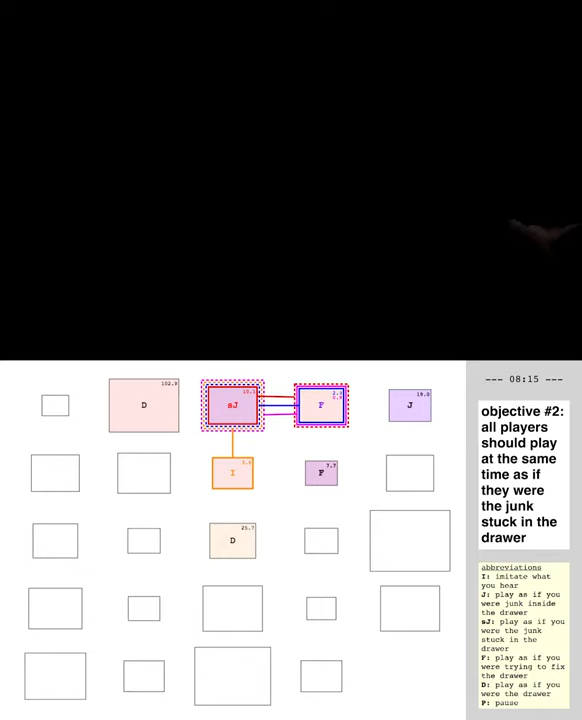 --- 08:15 ---
102.9
D
sJ
F
18.0
J
I
7.7
F
25.7
D
objective #2:
all players
should play
at the same
time as if
they were
the junk
stuck in the
drawer
abbreviations
I: imitate what
you hear
J: play as if you
were junk inside
the drawer
sJ: play as if you
were the junk
stuck in the
drawer
F: play as if you
were trying to fix
the drawer
D: play as if you
were the drawer
P: pause